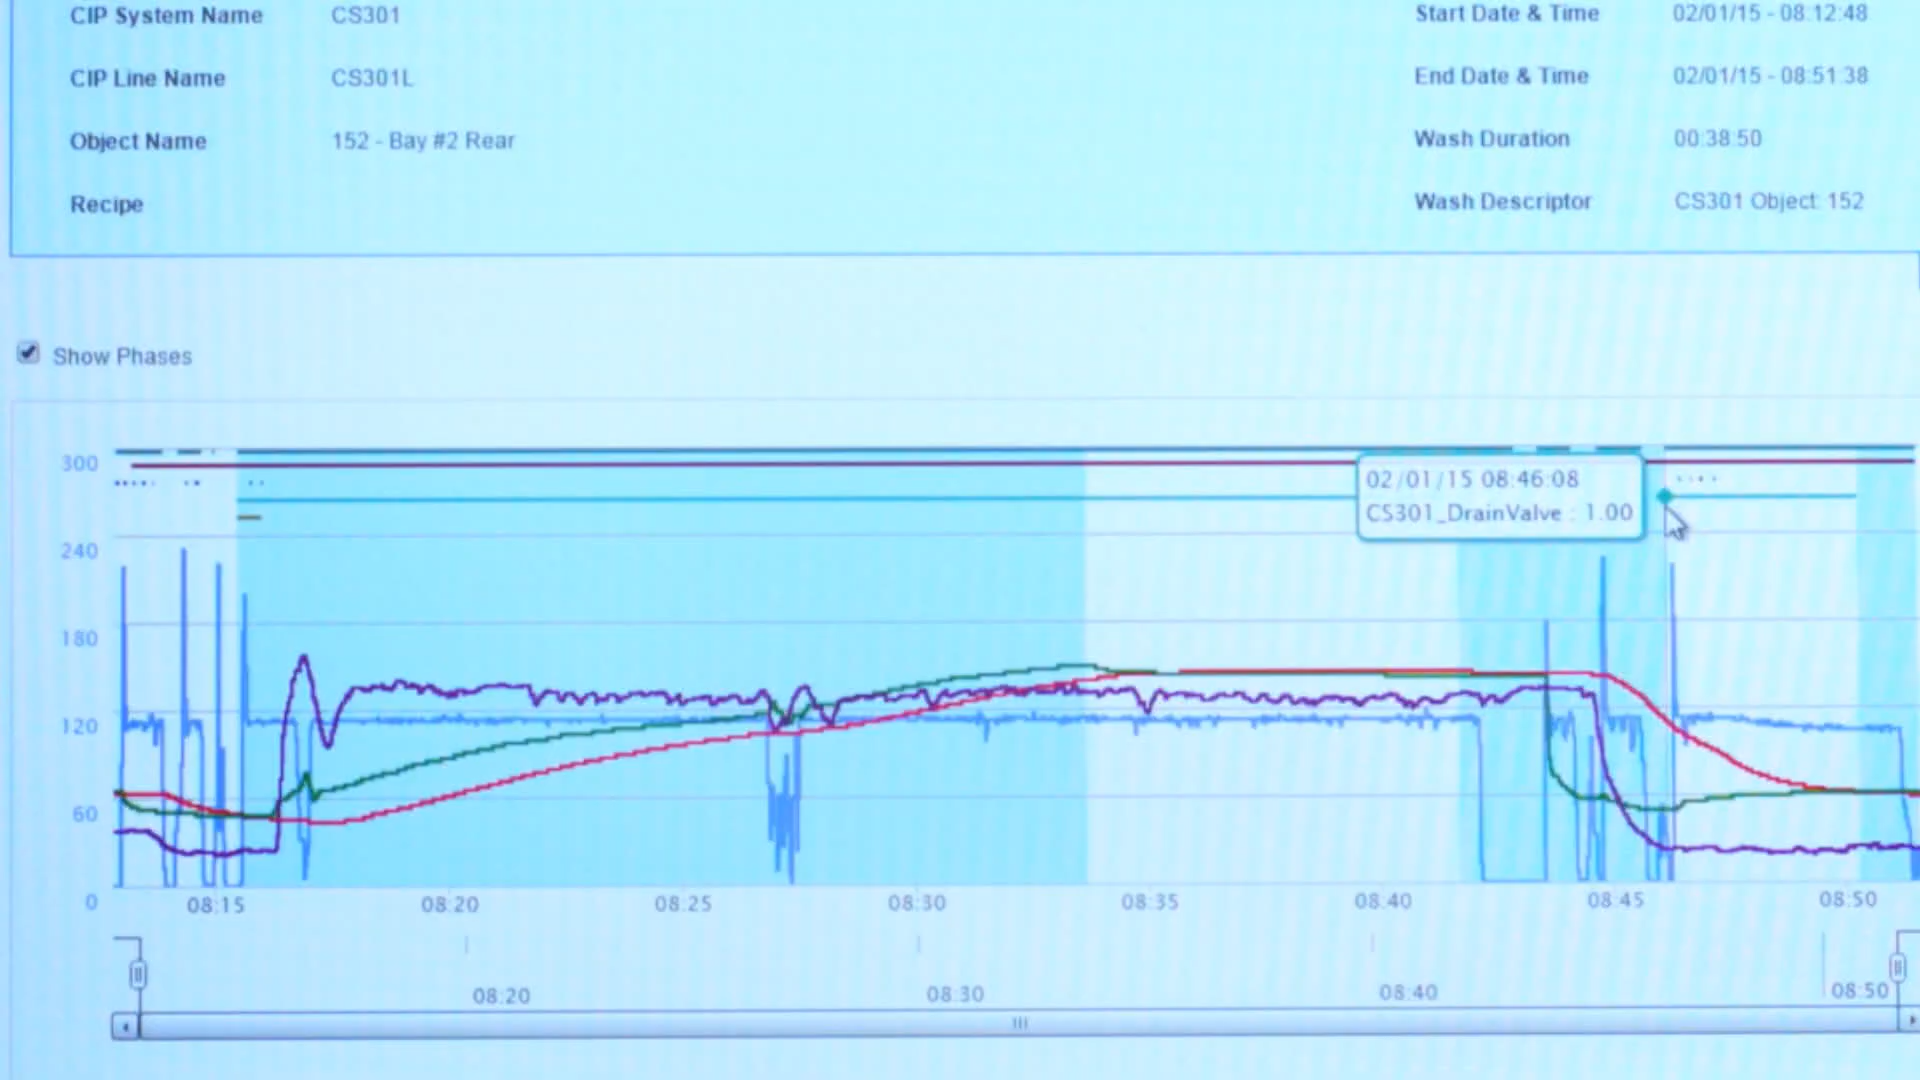 CIP System Name CS301 Start Date & Time 02/01/15 - 08:12:48
CIP Line Name CS301L End Date & Time 02/01/15 - 08:51:38
Object Name 152 - Bay #2 Rear Wash Duration 00:38:50
Recipe Wash Descriptor CS301 Object: 152
Show Phases
300
02/01/15 08:46:08
CS301_DrainValve : 1.00
240
180
120
60
0
08:15 08:20 08:25 08:30 08:35 08:40 08:45 08:50
08:20 08:30 08:40 08:50